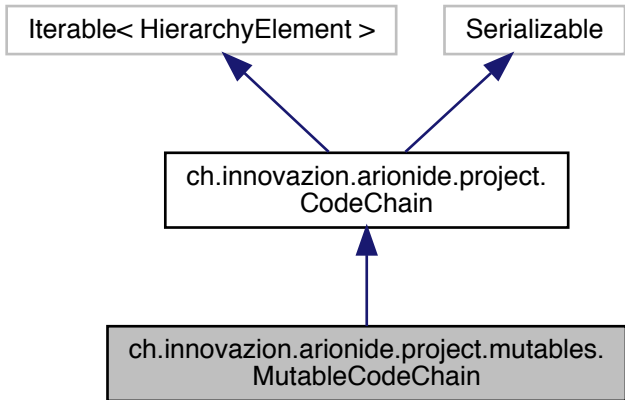 Iterable< HierarchyElement >
Serializable
ch.innovazion.arionide.project.
CodeChain
ch.innovazion.arionide.project.mutables.
MutableCodeChain